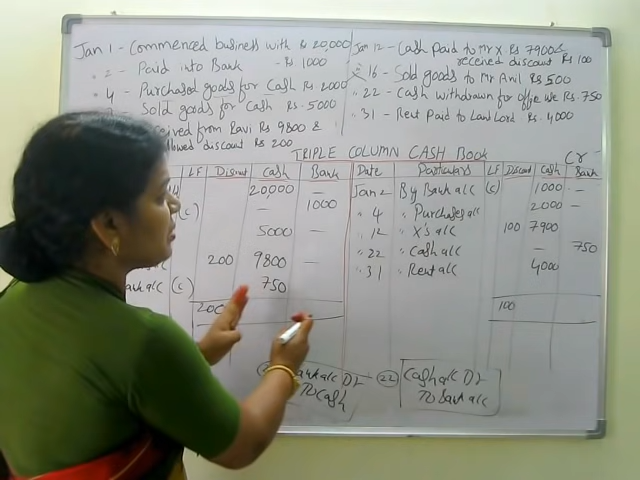 Jan 1 - Commenced business with Rs 20,000
" 2 - Paid into Bank - Rs 1000
" 4 - Purchased goods for Cash Rs 2000
Sold goods for Cash Rs. 5000
from Ravi Rs 9800 &
allowed discount Rs 200
Jan 12 - Cash paid to Mr X Rs 7900 &
received discount Rs 100
" 16 - Sold goods to Mr Anil Rs 500
" 22 - Cash withdrawn for office use Rs. 750
" 31 - Rent Paid to Land Lord Rs. 4000
TRIPLE COLUMN CASH BOOK
Cr
LF Discount Cash Bank Date Particulars LF Discount Cash Bank
20,000 — Jan 2 By Bank a/c (c) 1000 —
(c) — 1000 " 4 " Purchases a/c 2000 —
5000 — " 12 " X's a/c 100 7900
200 9800 — " 22 " Cash a/c — 750
(c) 750 " 31 " Rent a/c 4000
200 100
Bank a/c Dr
To Cash
22 Cash a/c Dr
To Bank a/c